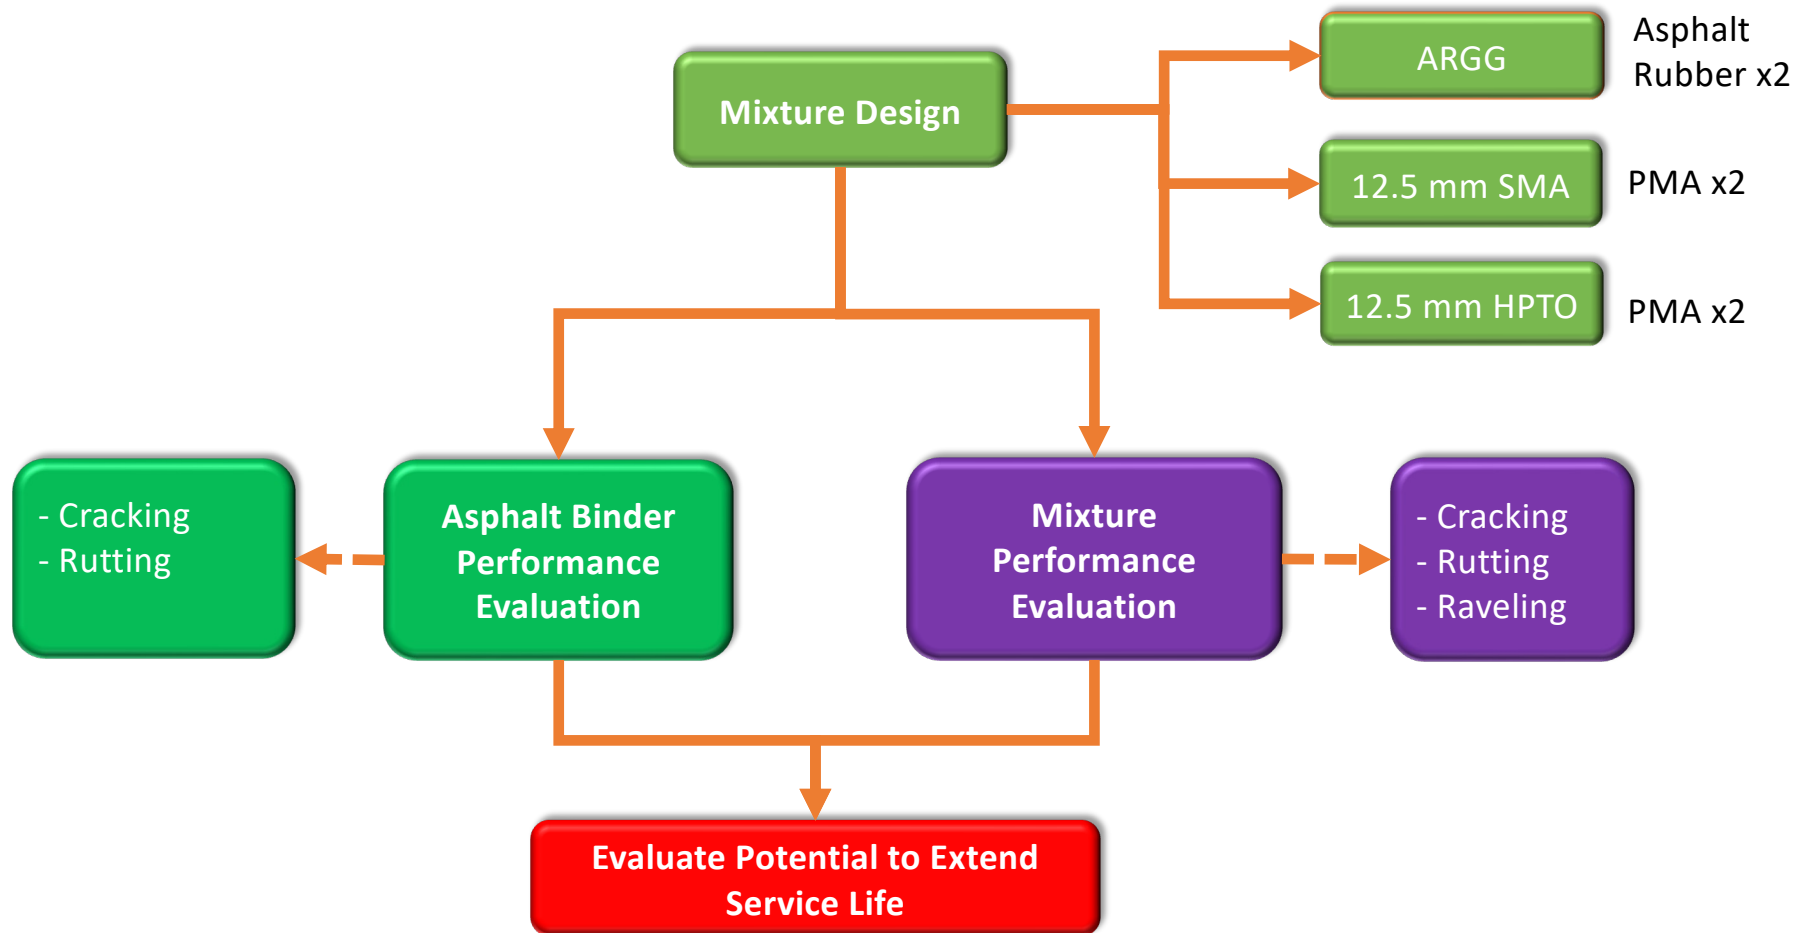 Mixture Design
ARGG
Asphalt
Rubber x2
12.5 mm SMA
PMA x2
12.5 mm HPTO
PMA x2
- Cracking
- Rutting
Asphalt Binder
Performance
Evaluation
Mixture
Performance
Evaluation
- Cracking
- Rutting
- Raveling
Evaluate Potential to Extend
Service Life